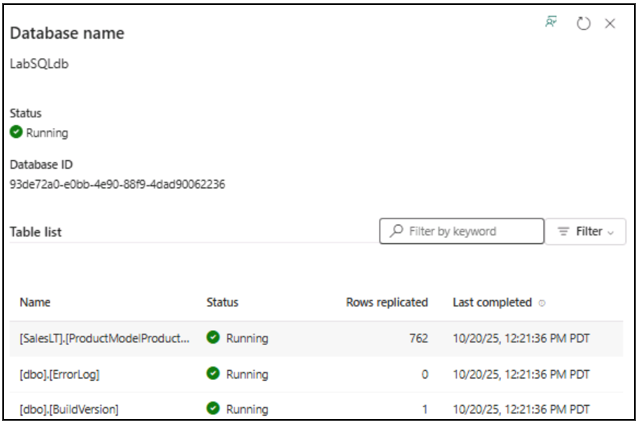 Database name
LabSQLdb
Status
Running
Database ID
93de72a0-e0bb-4e90-88f9-4dad90062236
Table list
Filter by keyword
Filter
Name Status Rows replicated Last completed
[SalesLT].[ProductModelProduct... Running 762 10/20/25, 12:21:36 PM PDT
[dbo].[ErrorLog] Running 0 10/20/25, 12:21:36 PM PDT
[dbo].[BuildVersion] Running 1 10/20/25, 12:21:36 PM PDT